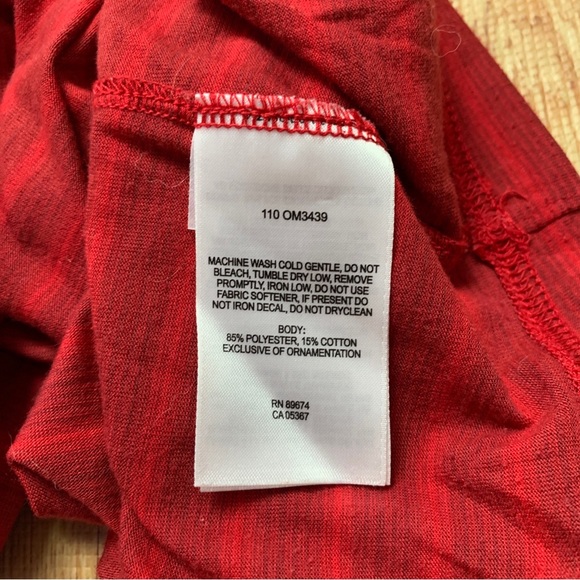 110 OM3439
MACHINE WASH COLD GENTLE, DO NOT
BLEACH, TUMBLE DRY LOW, REMOVE
PROMPTLY, IRON LOW, DO NOT USE
FABRIC SOFTENER, IF PRESENT DO
NOT IRON DECAL, DO NOT DRYCLEAN
BODY:
85% POLYESTER, 15% COTTON
EXCLUSIVE OF ORNAMENTATION
RN 89674
CA 05367